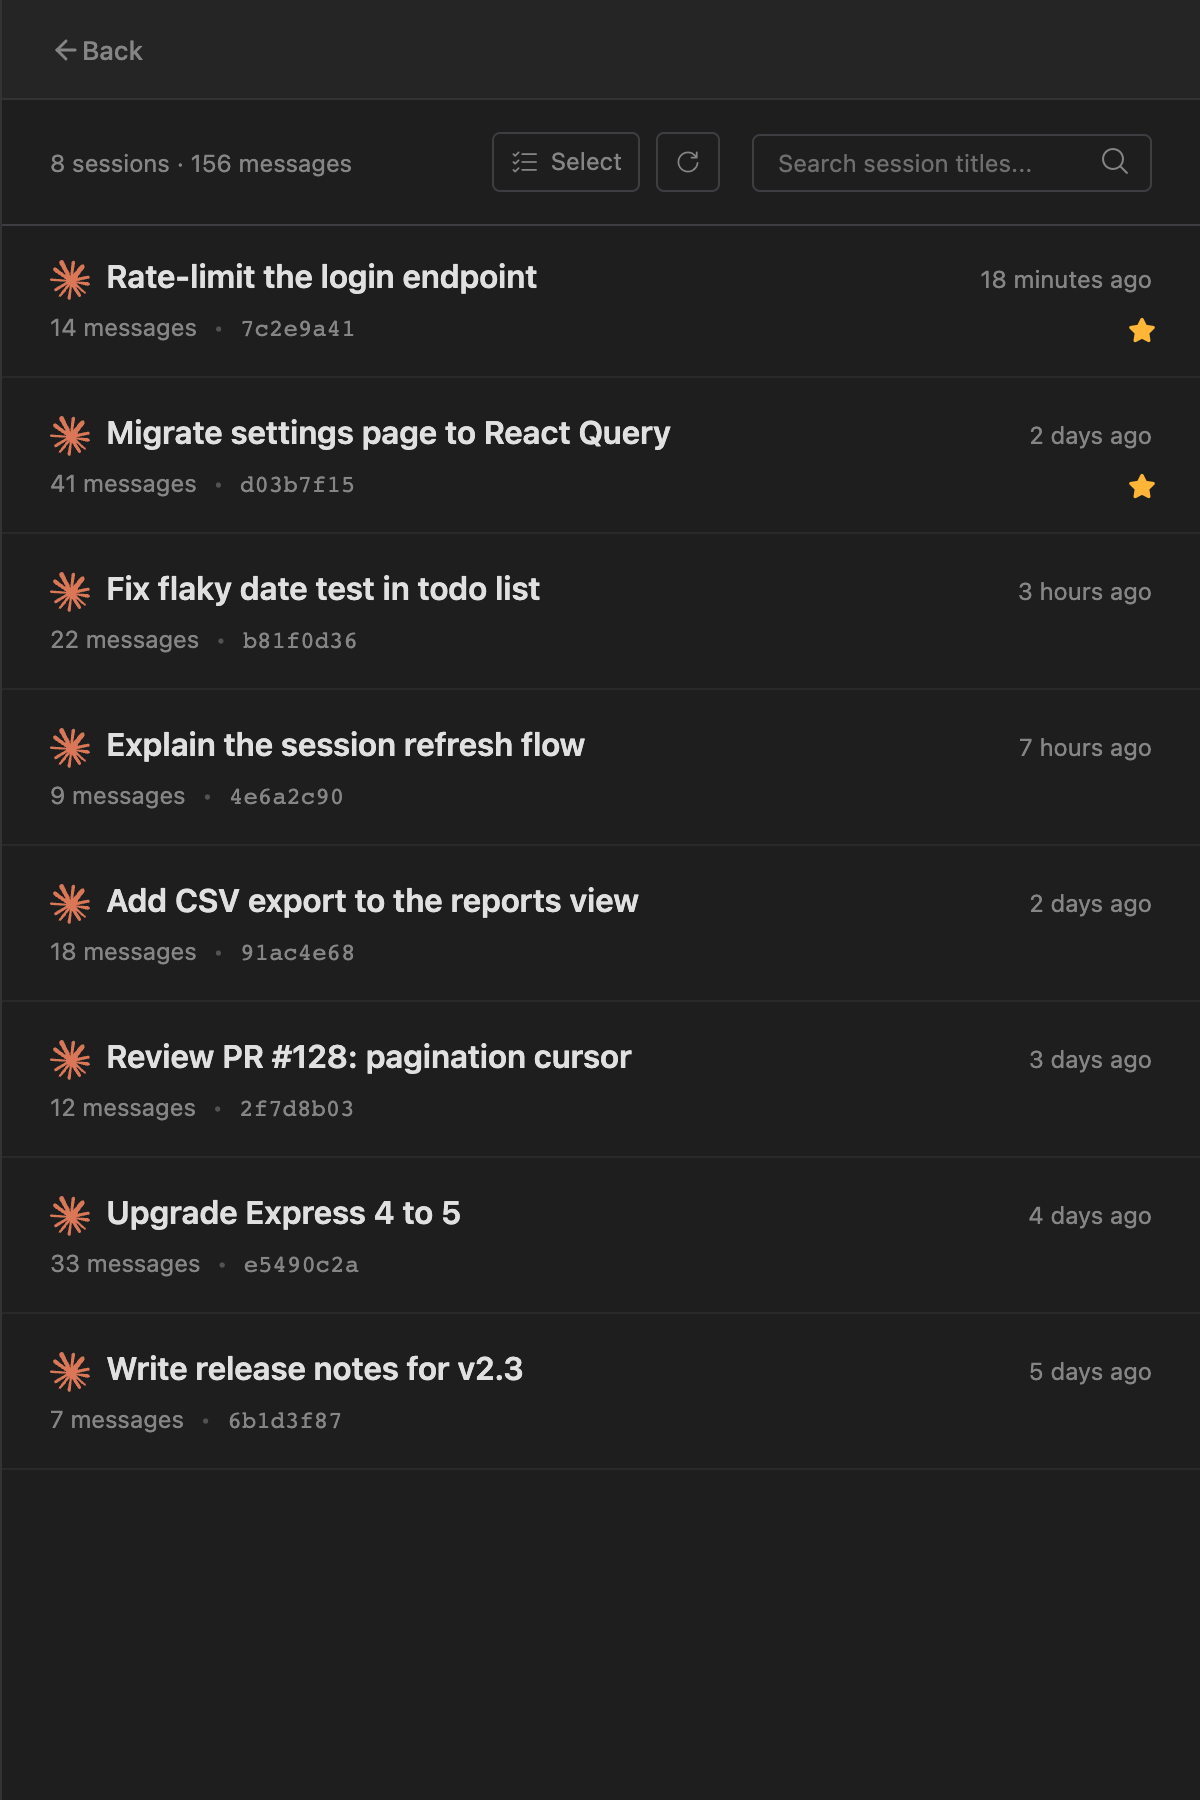 Back
8 sessions · 156 messages
Select
Search session titles...
Rate-limit the login endpoint
18 minutes ago
14 messages • 7c2e9a41
Migrate settings page to React Query
2 days ago
41 messages • d03b7f15
Fix flaky date test in todo list
3 hours ago
22 messages • b81f0d36
Explain the session refresh flow
7 hours ago
9 messages • 4e6a2c90
Add CSV export to the reports view
2 days ago
18 messages • 91ac4e68
Review PR #128: pagination cursor
3 days ago
12 messages • 2f7d8b03
Upgrade Express 4 to 5
4 days ago
33 messages • e5490c2a
Write release notes for v2.3
5 days ago
7 messages • 6b1d3f87